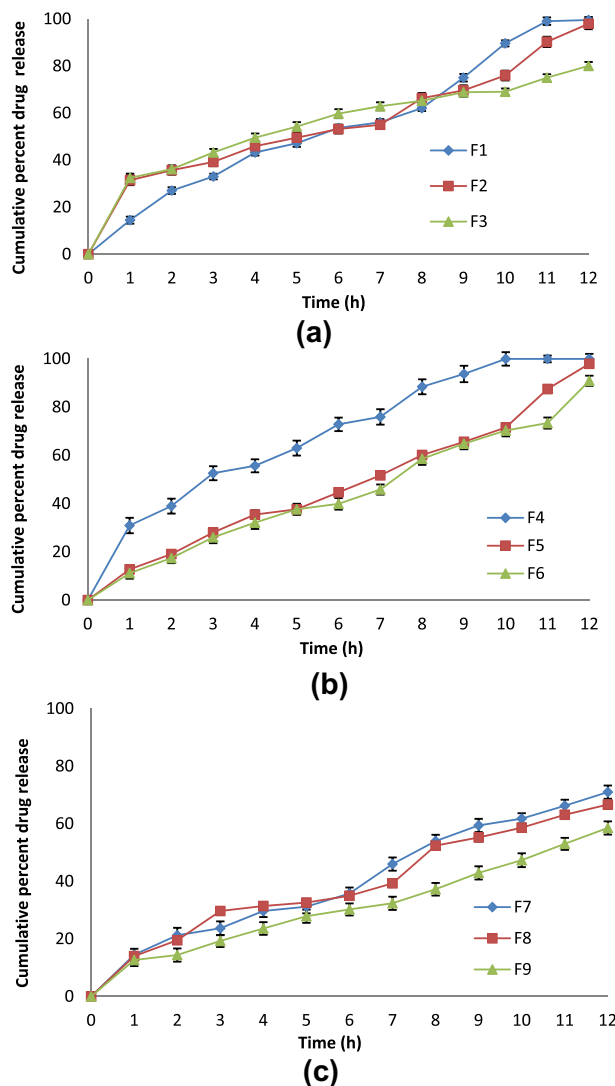 Cumulative percent drug release
100
80
60
40
20
0
F1
F2
F3
0 1 2 3 4 5 6 7 8 9 10 11 12
Time (h)
(a)
Cumulative percent drug release
100
80
60
40
20
0
F4
F5
F6
0 1 2 3 4 5 6 7 8 9 10 11 12
Time (h)
(b)
Cumulative percent drug release
100
80
60
40
20
0
F7
F8
F9
0 1 2 3 4 5 6 7 8 9 10 11 12
Time (h)
(c)